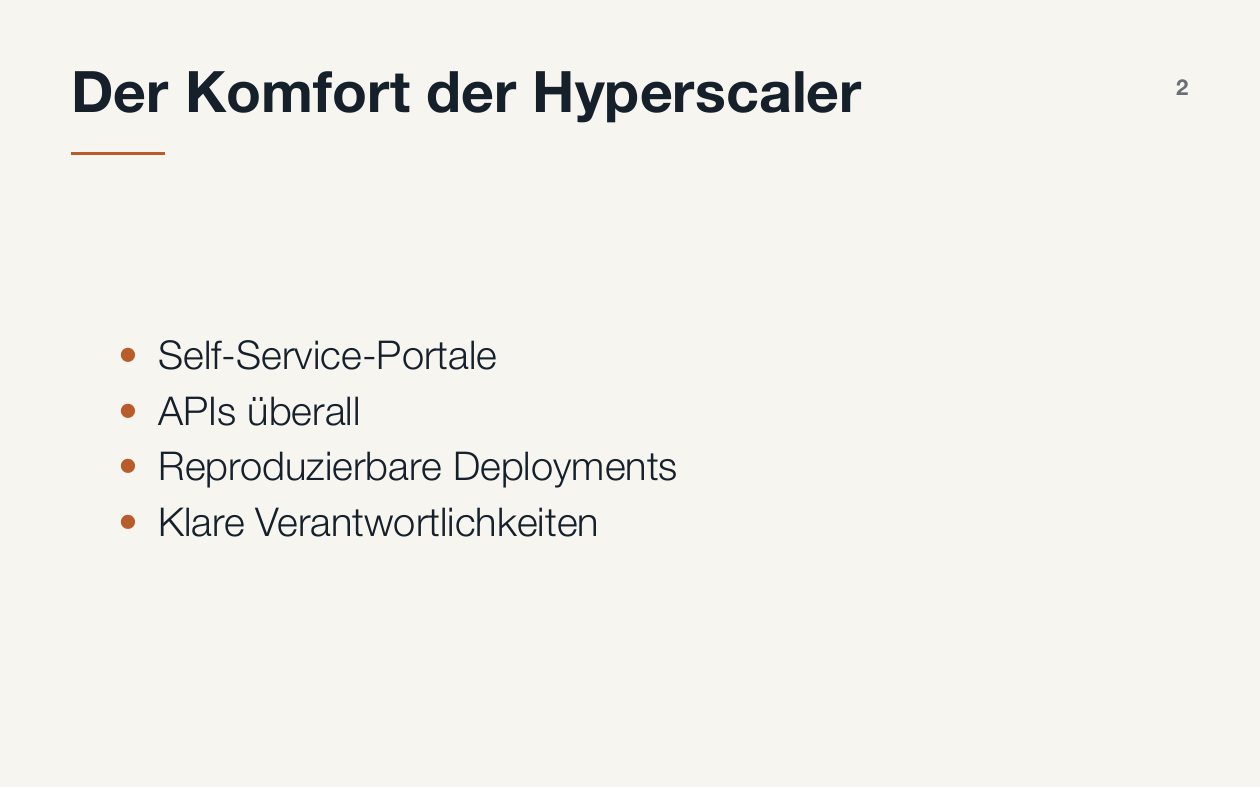 Der Komfort der Hyperscaler
2
Self-Service-Portale
APIs überall
Reproduzierbare Deployments
Klare Verantwortlichkeiten